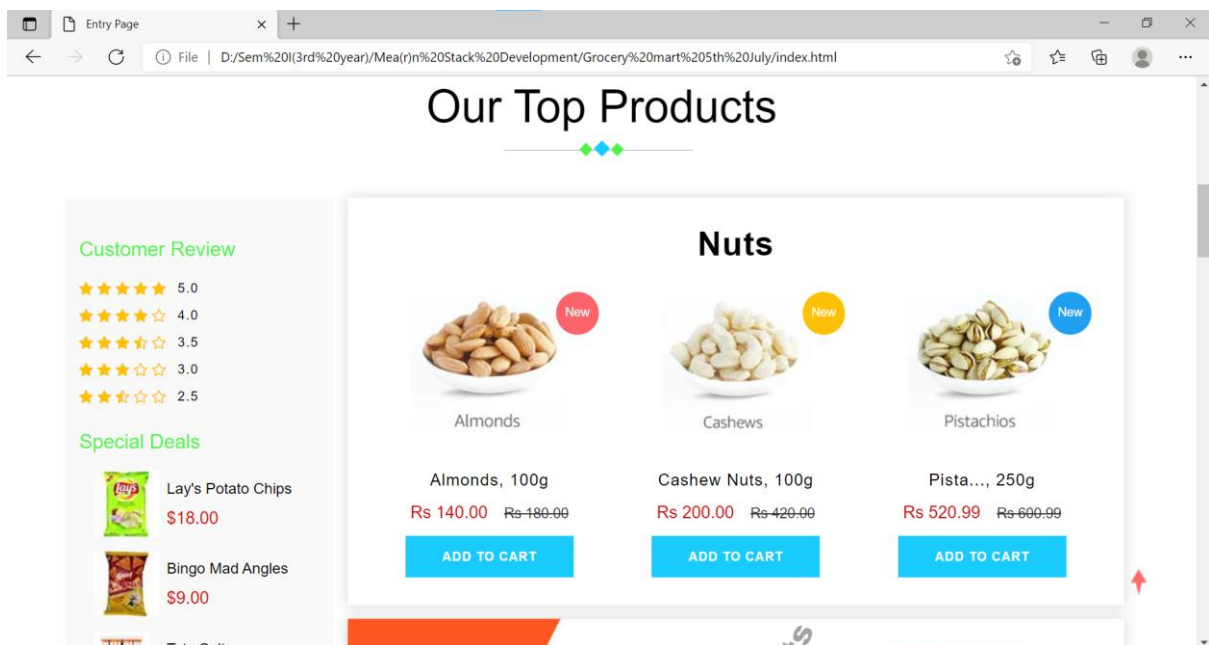 Entry Page
File | D:/Sem%20I(3rd%20year)/Mea(r)n%20Stack%20Development/Grocery%20mart%205th%20July/index.html
Our Top Products
Customer Review
5.0
4.0
3.5
3.0
2.5
Special Deals
Lay's Potato Chips
$18.00
Bingo Mad Angles
$9.00
Nuts
New
New
New
Almonds
Cashews
Pistachios
Almonds, 100g
Cashew Nuts, 100g
Pista..., 250g
Rs 140.00 Rs 180.00
Rs 200.00 Rs 420.00
Rs 520.99 Rs 600.99
ADD TO CART
ADD TO CART
ADD TO CART